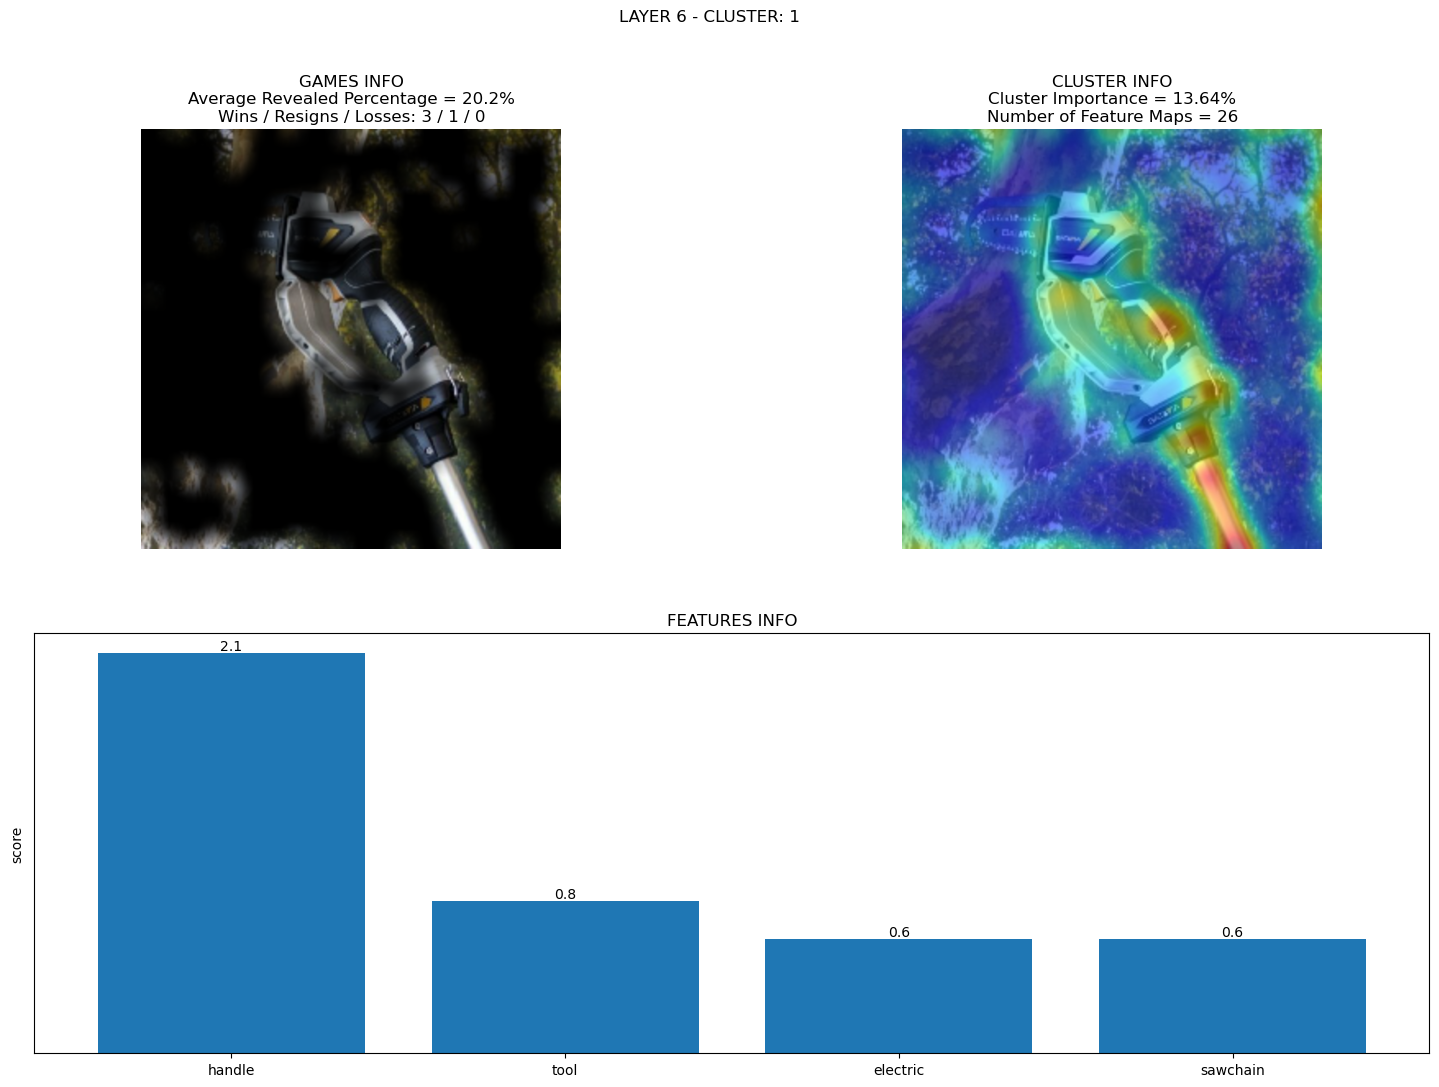 LAYER 6 - CLUSTER: 1
GAMES INFO
Average Revealed Percentage = 20.2%
Wins / Resigns / Losses: 3 / 1 / 0
CLUSTER INFO
Cluster Importance = 13.64%
Number of Feature Maps = 26
FEATURES INFO
score
2.1
0.8
0.6
0.6
handle
tool
electric
sawchain